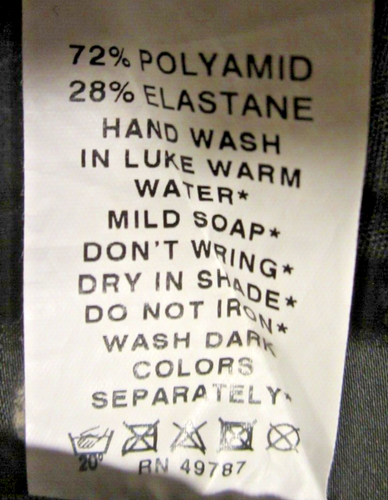 72% POLYAMID
28% ELASTANE
HAND WASH
IN LUKE WARM
WATER*
MILD SOAP*
DON'T WRING*
DRY IN SHADE*
DO NOT IRON*
WASH DARK
COLORS
SEPARATELY*
20°
RN 49787